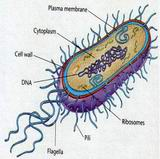 Plasma membrane
Cytoplasm
Cell wall
DNA
Ribosomes
Pili
Flagella